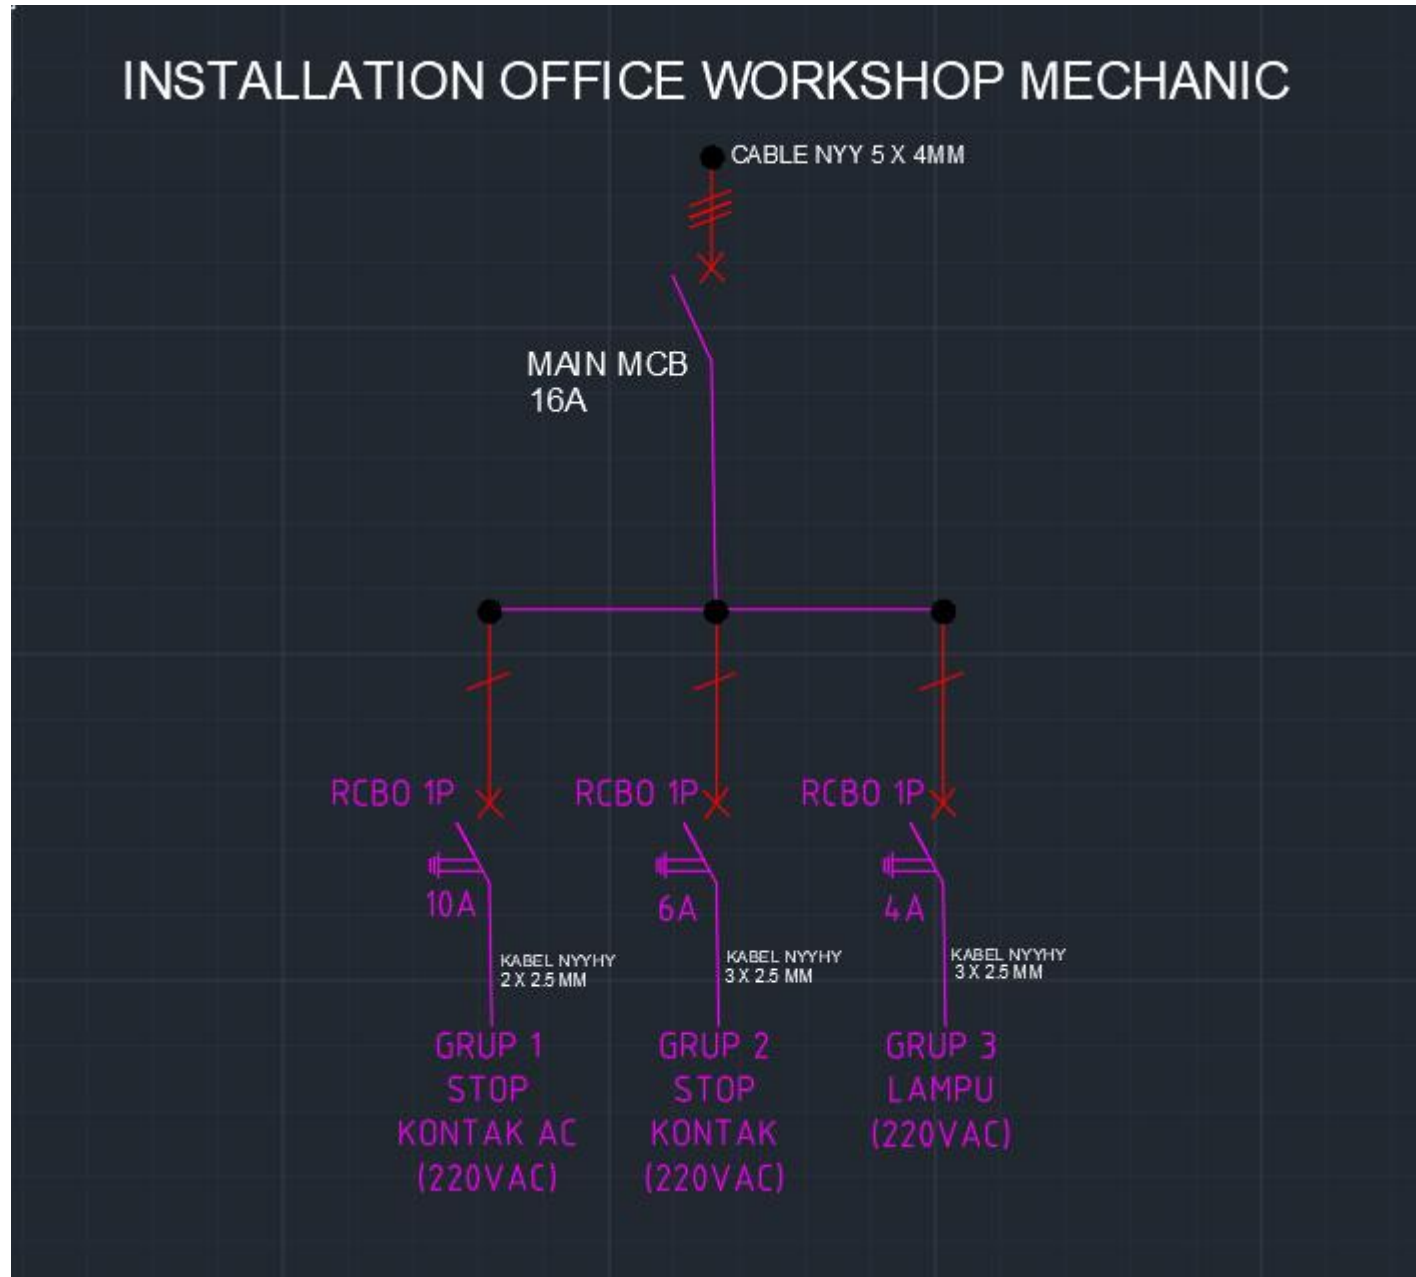 INSTALLATION OFFICE WORKSHOP MECHANIC
CABLE NYY 5 X 4MM
MAIN MCB
16A
RCBO 1P
10A
KABEL NYYHY
2 X 2.5 MM
GRUP 1
STOP
KONTAK AC
(220VAC)
RCBO 1P
6A
KABEL NYYHY
3 X 2.5 MM
GRUP 2
STOP
KONTAK
(220VAC)
RCBO 1P
4A
KABEL NYYHY
3 X 2.5 MM
GRUP 3
LAMPU
(220VAC)